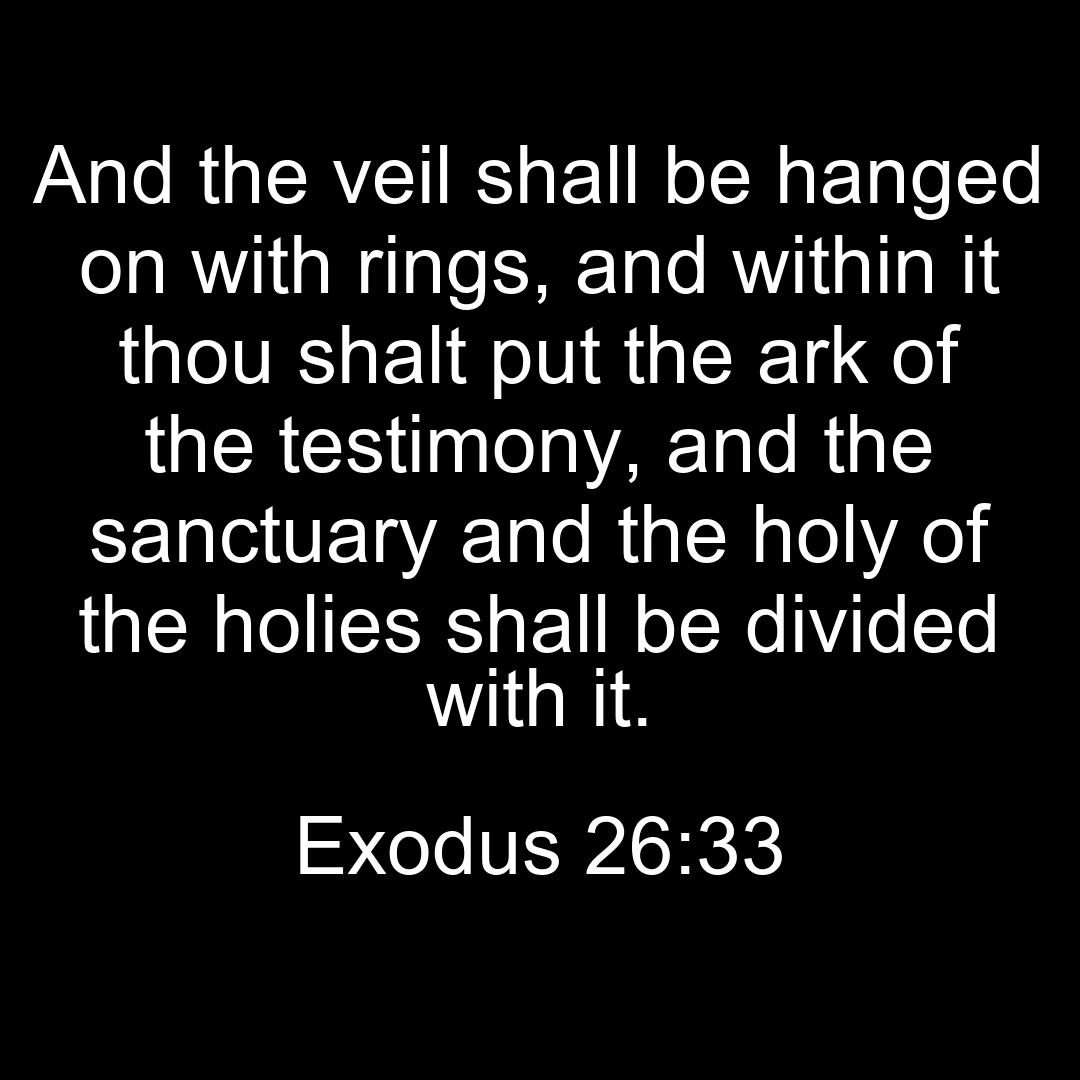 And the veil shall be hanged
on with rings, and within it
thou shalt put the ark of
the testimony, and the
sanctuary and the holy of
the holies shall be divided
with it.
Exodus 26:33